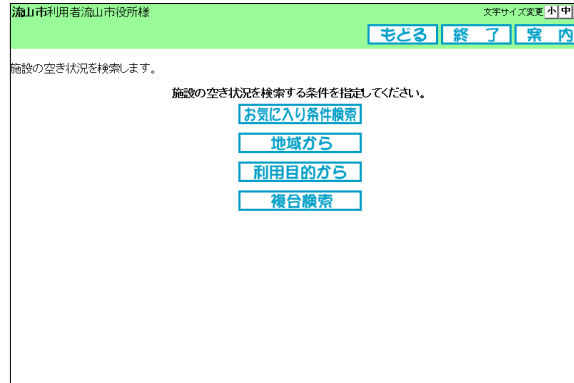 流山市利用者流山市役所様
文字サイズ変更 小 中
もどる 終 了 案 内
施設の空き状況を検索します。
施設の空き状況を検索する条件を指定してください。
お気に入り条件検索
地域から
利用目的から
複合検索